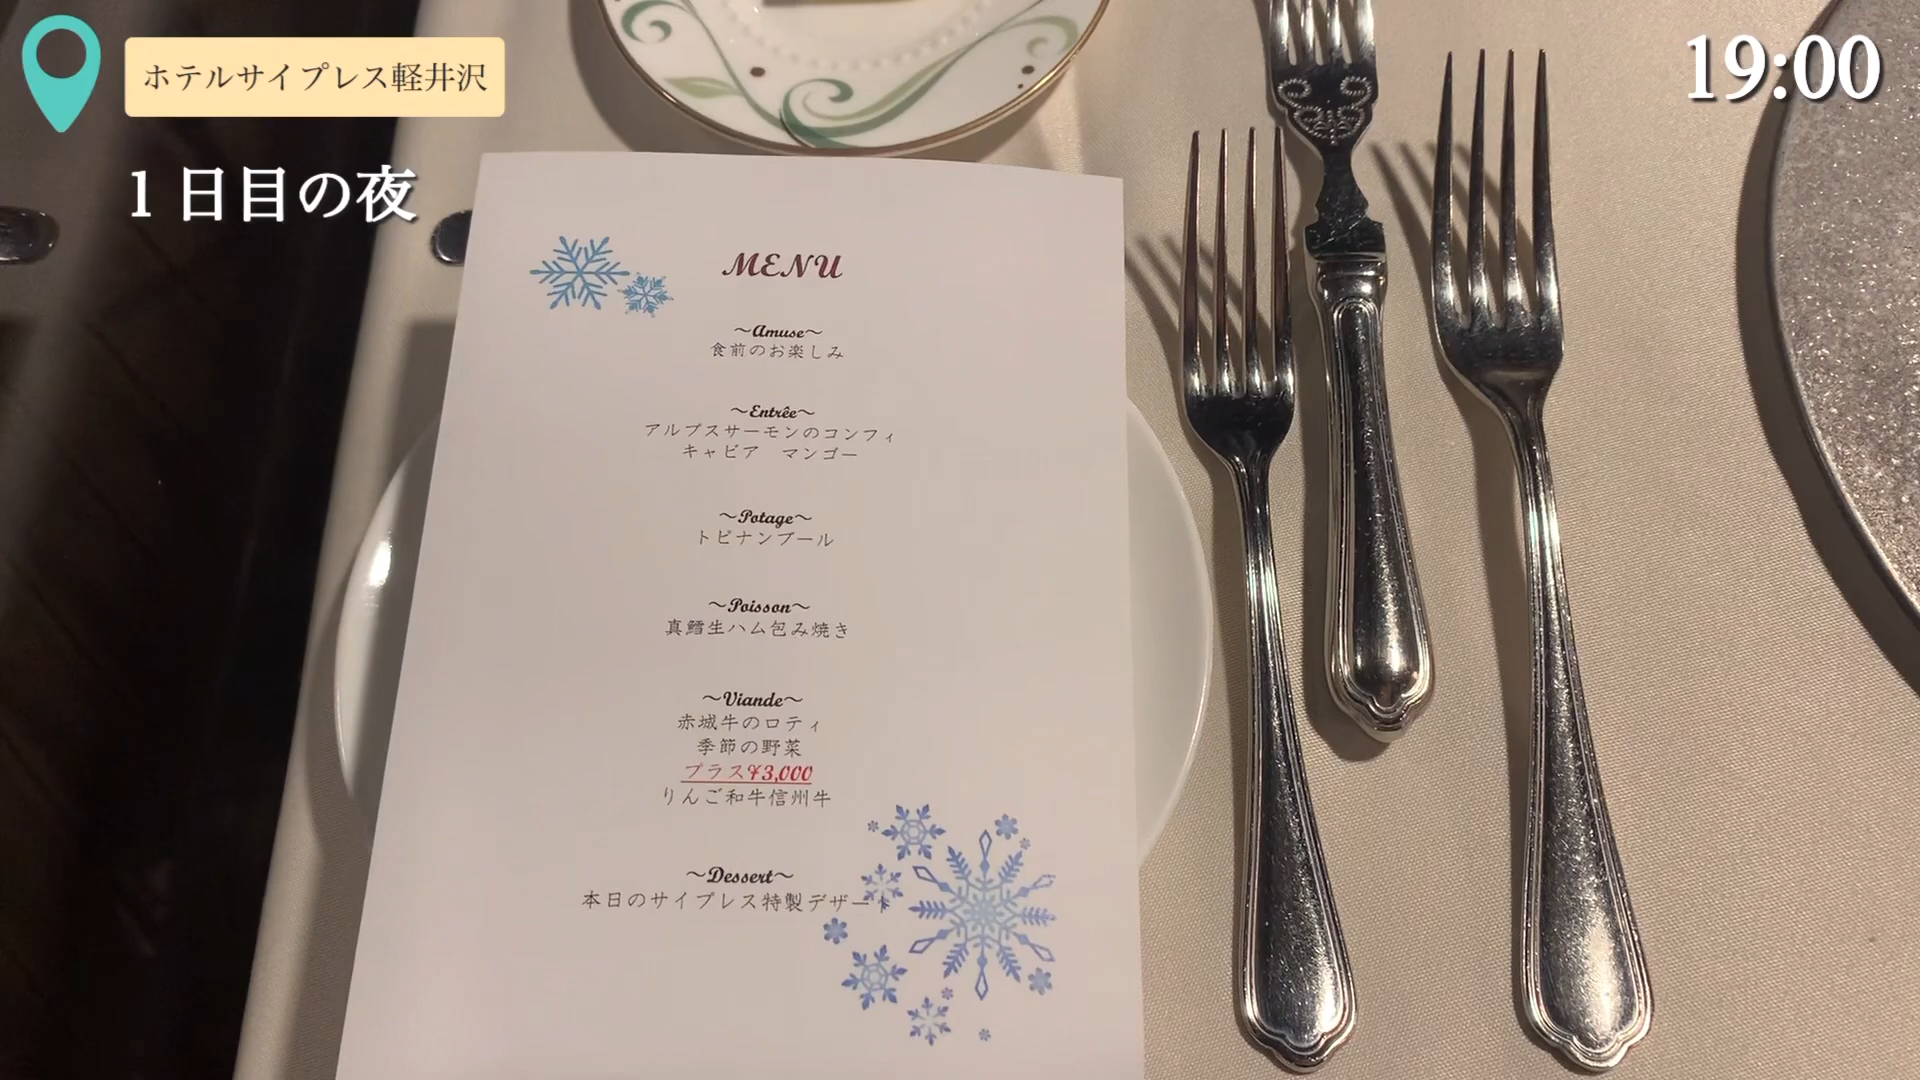 ホテルサイプレス軽井沢
19:00
1日目の夜
MENU
～Amuse～
食前のお楽しみ
～Entrée～
アルプスサーモンのコンフィ
キャビア　マンゴー
～Potage～
トピナンブール
～Poisson～
真鱈生ハム包み焼き
～Viande～
赤城牛のロティ
季節の野菜
プラス¥3,000
りんご和牛信州牛
～Dessert～
本日のサイプレス特製デザート